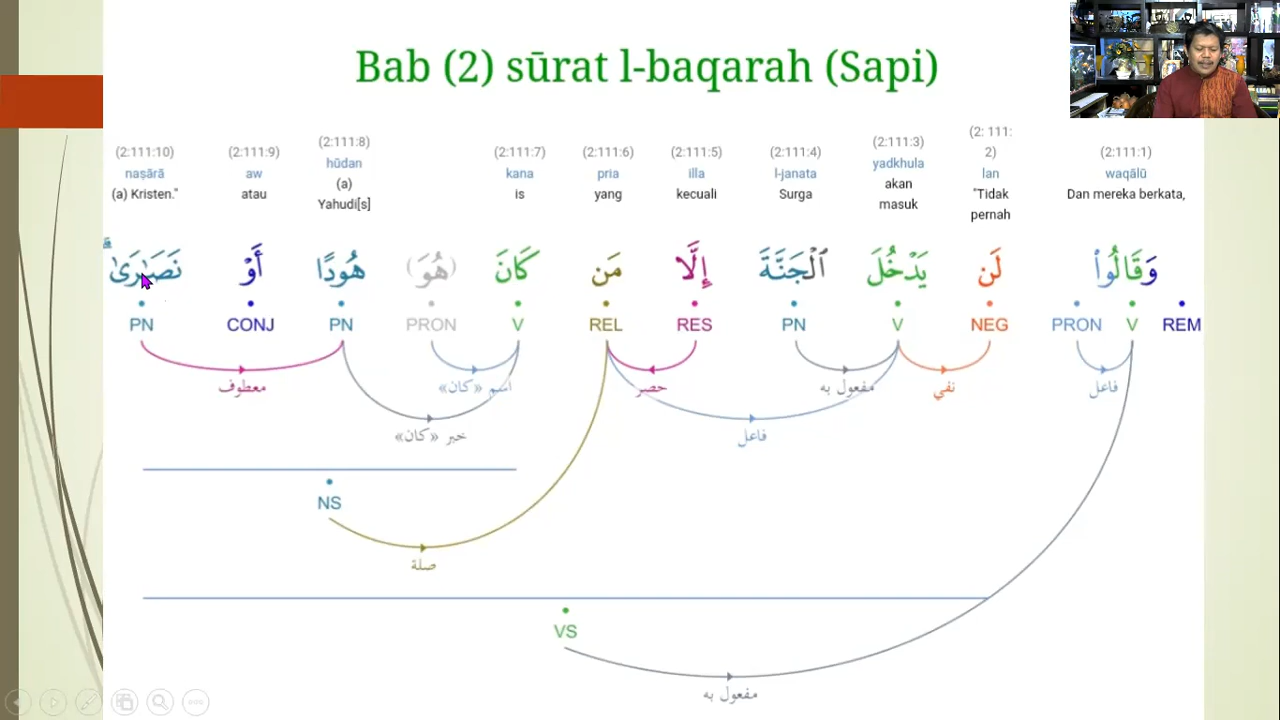 Bab (2) sūrat l-baqarah (Sapi)
(2:111:10) (2:111:9) (2:111:8) (2:111:7) (2:111:6) (2:111:5) (2:111:4) (2:111:3) (2: 111: 2) (2:111:1)
naṣārā aw hūdan kana pria illa l-janata yadkhula lan waqālū
(a) Kristen." atau (a) Yahudi[s] is yang kecuali Surga akan masuk "Tidak pernah Dan mereka berkata,
وَقَالُوا۟ لَن يَدْخُلَ ٱلْجَنَّةَ إِلَّا مَن كَانَ (هُوَ) هُودًا أَوْ نَصَـٰرَىٰ ۗ
PN CONJ PN PRON V REL RES PN V NEG PRON V REM
معطوف اسم «كان» حصر مفعول به نفي فاعل
خبر «كان» فاعل
NS
صلة
VS
مفعول به